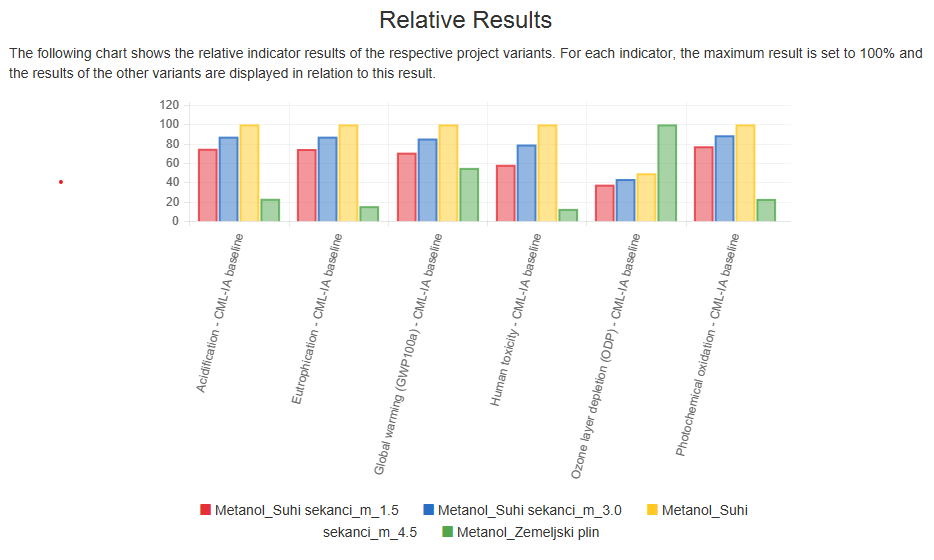 Relative Results
The following chart shows the relative indicator results of the respective project variants. For each indicator, the maximum result is set to 100% and
the results of the other variants are displayed in relation to this result.
120
100
80
60
40
20
0
Acidification - CML-IA baseline
Eutrophication - CML-IA baseline
Global warming (GWP100a) - CML-IA baseline
Human toxicity - CML-IA baseline
Ozone layer depletion (ODP) - CML-IA baseline
Photochemical oxidation - CML-IA baseline
Metanol_Suhi sekanci_m_1.5 Metanol_Suhi sekanci_m_3.0 Metanol_Suhi
sekanci_m_4.5 Metanol_Zemeljski plin